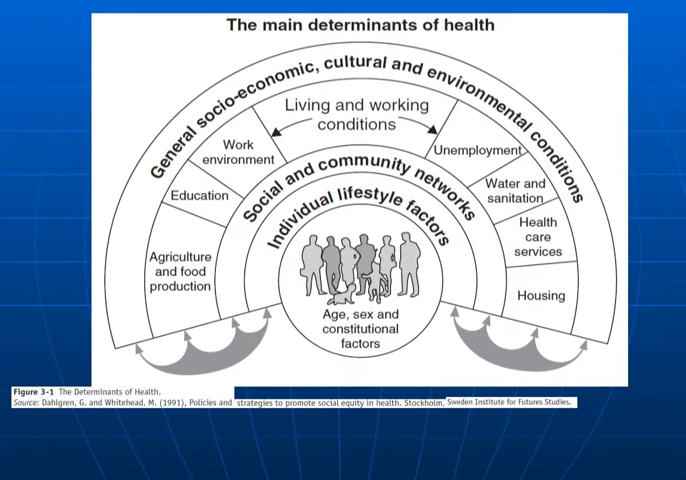 The main determinants of health
General socio-economic, cultural and environmental conditions
Living and working
conditions
Work
environment
Unemployment
Education
Water and
sanitation
Social and community networks
Individual lifestyle factors
Health
care
services
Agriculture
and food
production
Housing
Age, sex and
constitutional
factors
Figure 3-1 The Determinants of Health.
Source: Dahlgren, G. and Whitehead, M. (1991), Policies and strategies to promote social equity in health. Stockholm, Sweden Institute for Futures Studies.